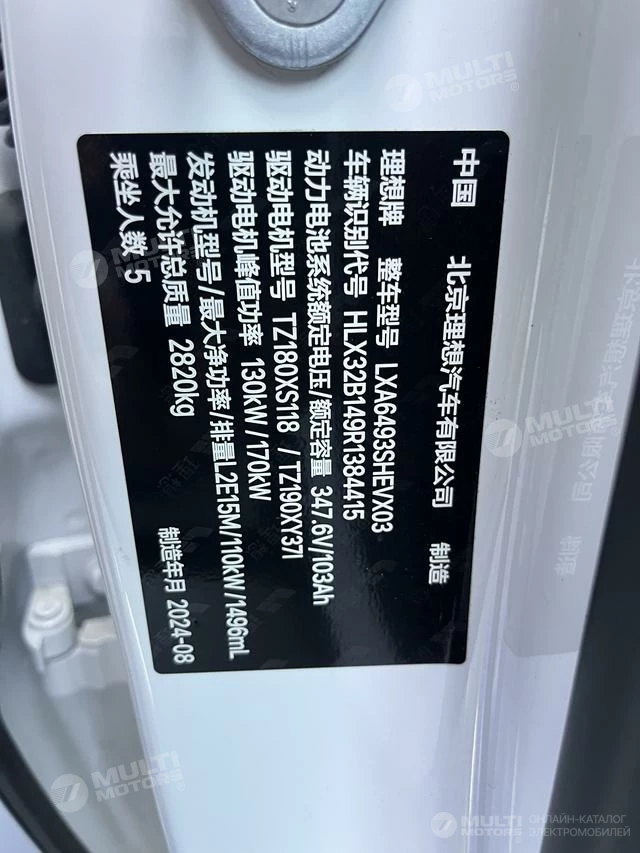 中国 北京理想汽车有限公司 制造
理想牌 整车型号 LXA6493SHEVX03
车辆识别代号 HLX32B149R1384415
动力电池系统额定电压/额定容量 347.6V/103Ah
驱动电机型号 TZ180XS118 / TZ190XY37I
驱动电机峰值功率 130kW/170kW
发动机型号/最大净功率/排量L2E15M/110kW/1496mL
最大允许总质量 2820kg 制造年月 2024-08
乘坐人数 5
MULTI
MOTORS
MULTI
MOTORS
MULTI
MOTORS
MULTI
MOTORS
MULTI
MOTORS
ОНЛАЙН-КАТАЛОГ
ЭЛЕКТРОМОБИЛЕЙ